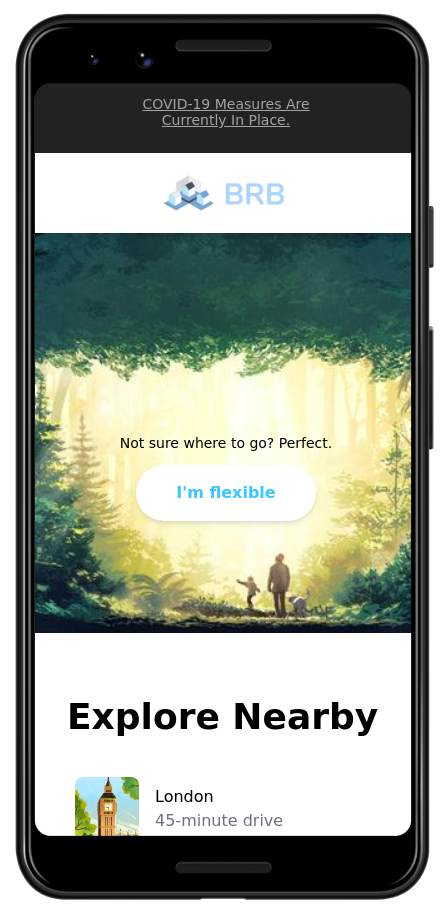 COVID-19 Measures Are
Currently In Place.
BRB
Not sure where to go? Perfect.
I'm flexible
Explore Nearby
London
45-minute drive